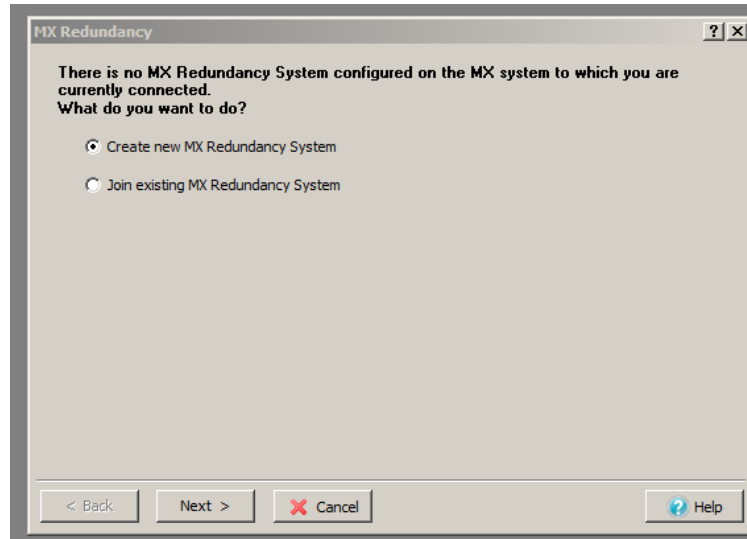 MX Redundancy
There is no MX Redundancy System configured on the MX system to which you are
currently connected.
What do you want to do?
Create new MX Redundancy System
Join existing MX Redundancy System
< Back
Next >
Cancel
Help